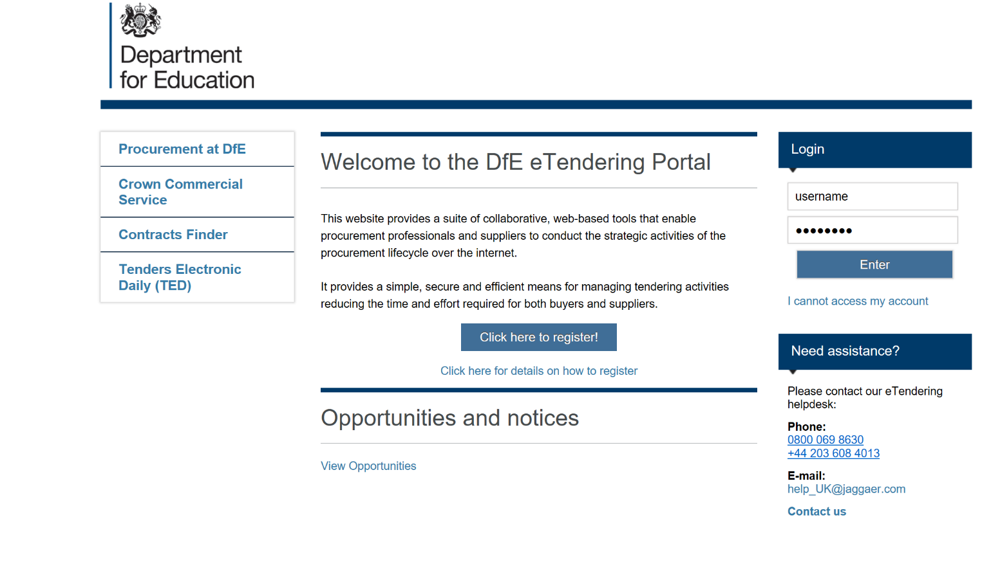 Department
for Education
Procurement at DfE
Crown Commercial
Service
Contracts Finder
Tenders Electronic
Daily (TED)
Welcome to the DfE eTendering Portal
This website provides a suite of collaborative, web-based tools that enable
procurement professionals and suppliers to conduct the strategic activities of the
procurement lifecycle over the internet.
It provides a simple, secure and efficient means for managing tendering activities
reducing the time and effort required for both buyers and suppliers.
Click here to register!
Click here for details on how to register
Opportunities and notices
View Opportunities
Login
username
••••••••
Enter
I cannot access my account
Need assistance?
Please contact our eTendering
helpdesk:
Phone:
0800 069 8630
+44 203 608 4013
E-mail:
help_UK@jaggaer.com
Contact us